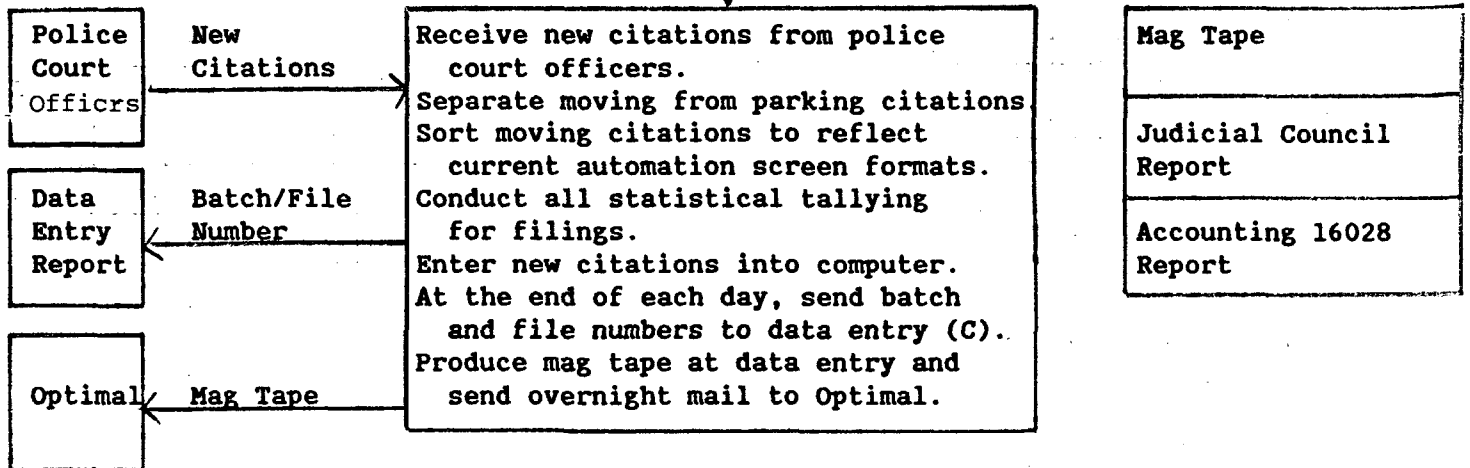 Police
Court
Officrs
New
Citations
Receive new citations from police
court officers.
Separate moving from parking citations
Sort moving citations to reflect
current automation screen formats.
Conduct all statistical tallying
for filings.
Enter new citations into computer.
At the end of each day, send batch
and file numbers to data entry (C).
Produce mag tape at data entry and
send overnight mail to Optimal.
Data
Entry
Report
Batch/File
Number
Optimal
Mag Tape
Mag Tape
Judicial Council
Report
Accounting 16028
Report